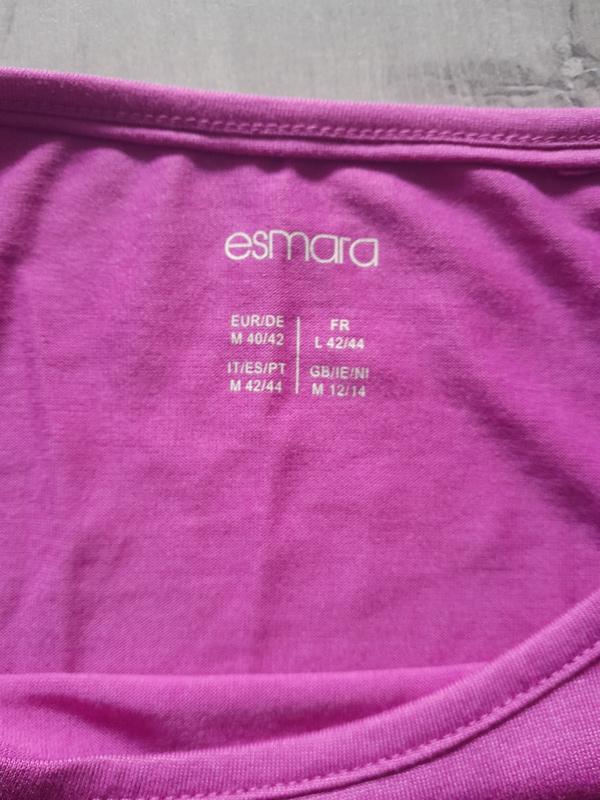 esmara
EUR/DE
M 40/42
FR
L 42/44
IT/ES/PT
M 42/44
GB/IE/NI
M 12/14